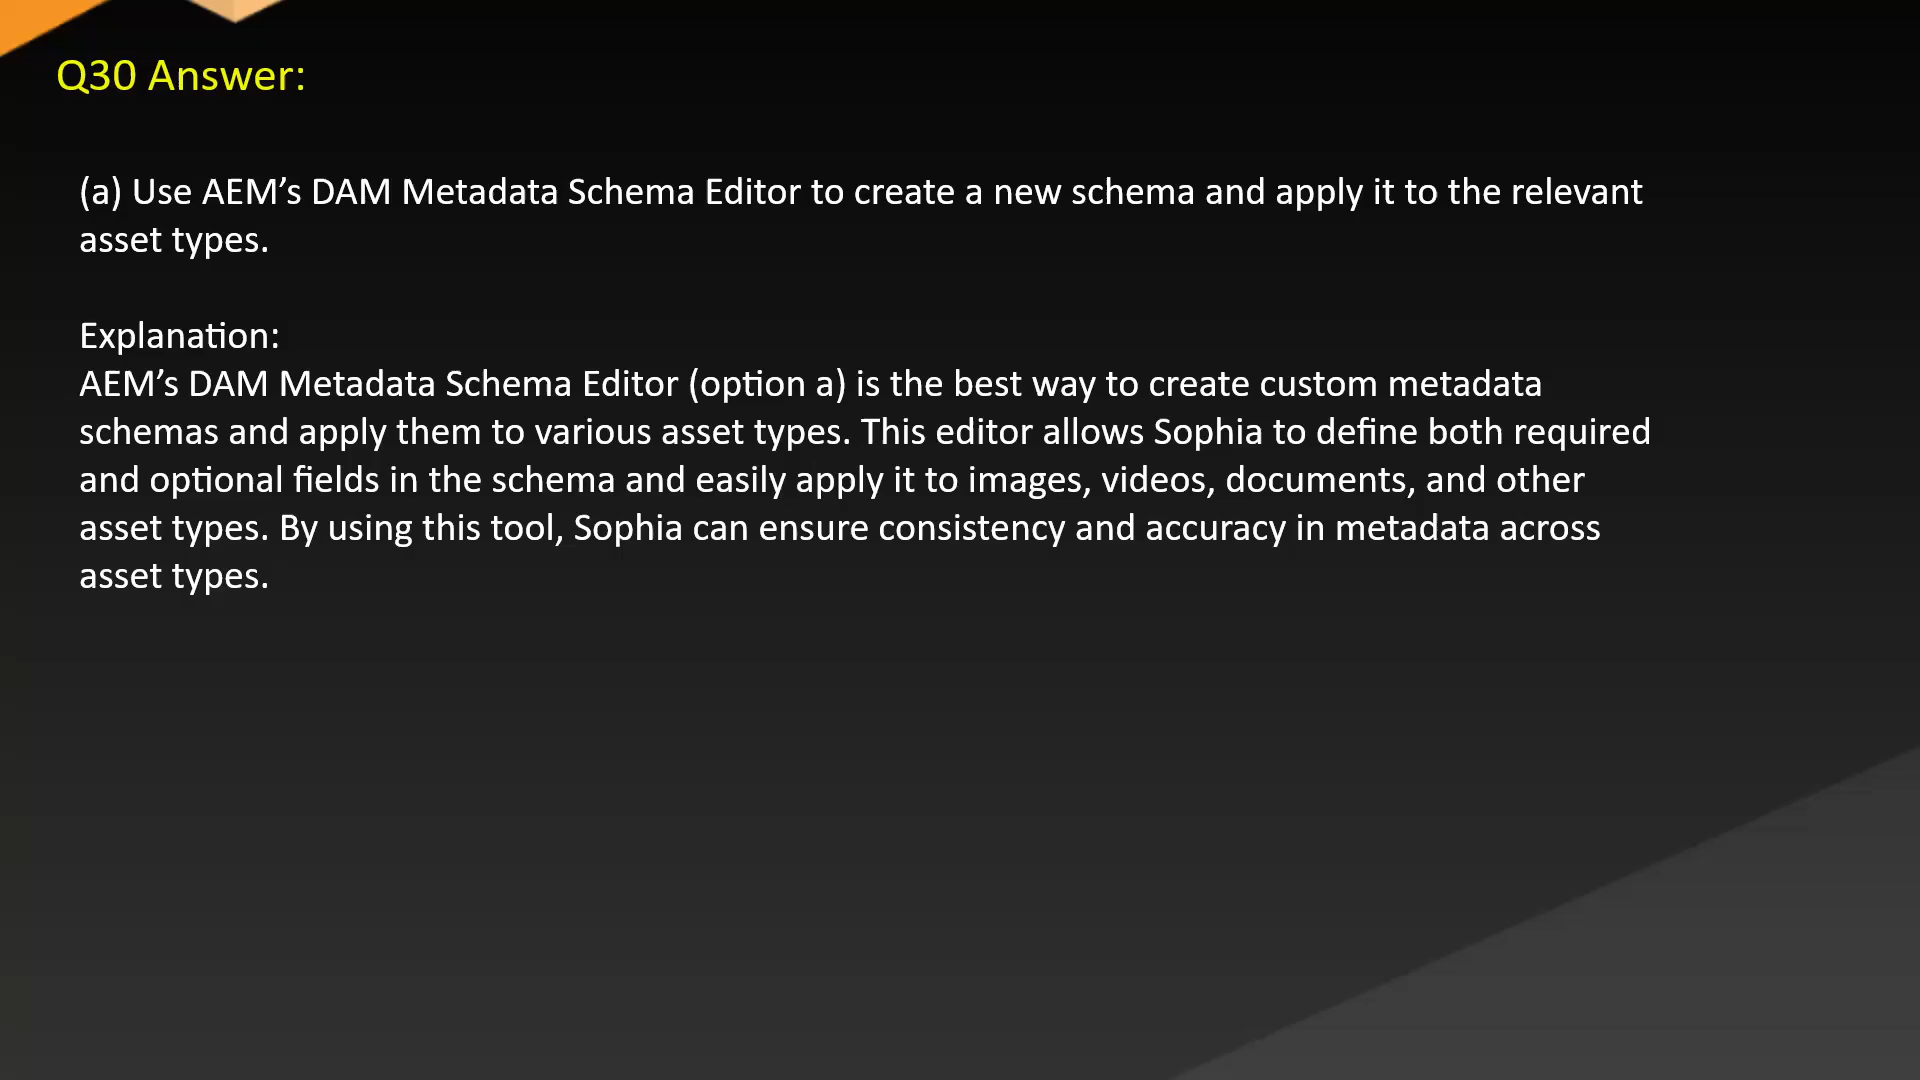 Q30 Answer:
(a) Use AEM’s DAM Metadata Schema Editor to create a new schema and apply it to the relevant
asset types.
Explanation:
AEM’s DAM Metadata Schema Editor (option a) is the best way to create custom metadata
schemas and apply them to various asset types. This editor allows Sophia to define both required
and optional fields in the schema and easily apply it to images, videos, documents, and other
asset types. By using this tool, Sophia can ensure consistency and accuracy in metadata across
asset types.